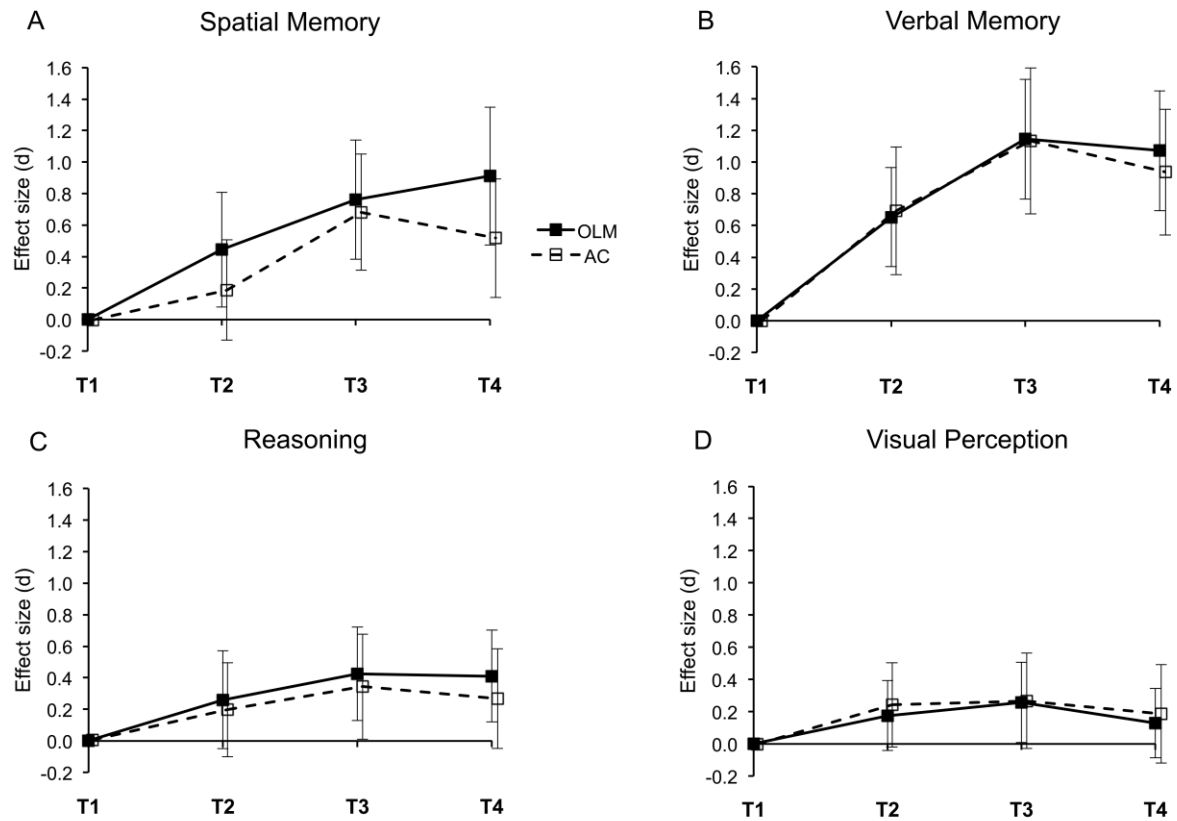 A
Spatial Memory
Effect size (d)
1.6
1.4
1.2
1.0
0.8
0.6
0.4
0.2
0.0
-0.2
T1 T2 T3 T4
OLM
AC
B
Verbal Memory
Effect size (d)
1.6
1.4
1.2
1.0
0.8
0.6
0.4
0.2
0.0
-0.2
T1 T2 T3 T4
C
Reasoning
Effect size (d)
1.6
1.4
1.2
1.0
0.8
0.6
0.4
0.2
0.0
-0.2
T1 T2 T3 T4
D
Visual Perception
Effect size (d)
1.6
1.4
1.2
1.0
0.8
0.6
0.4
0.2
0.0
-0.2
T1 T2 T3 T4